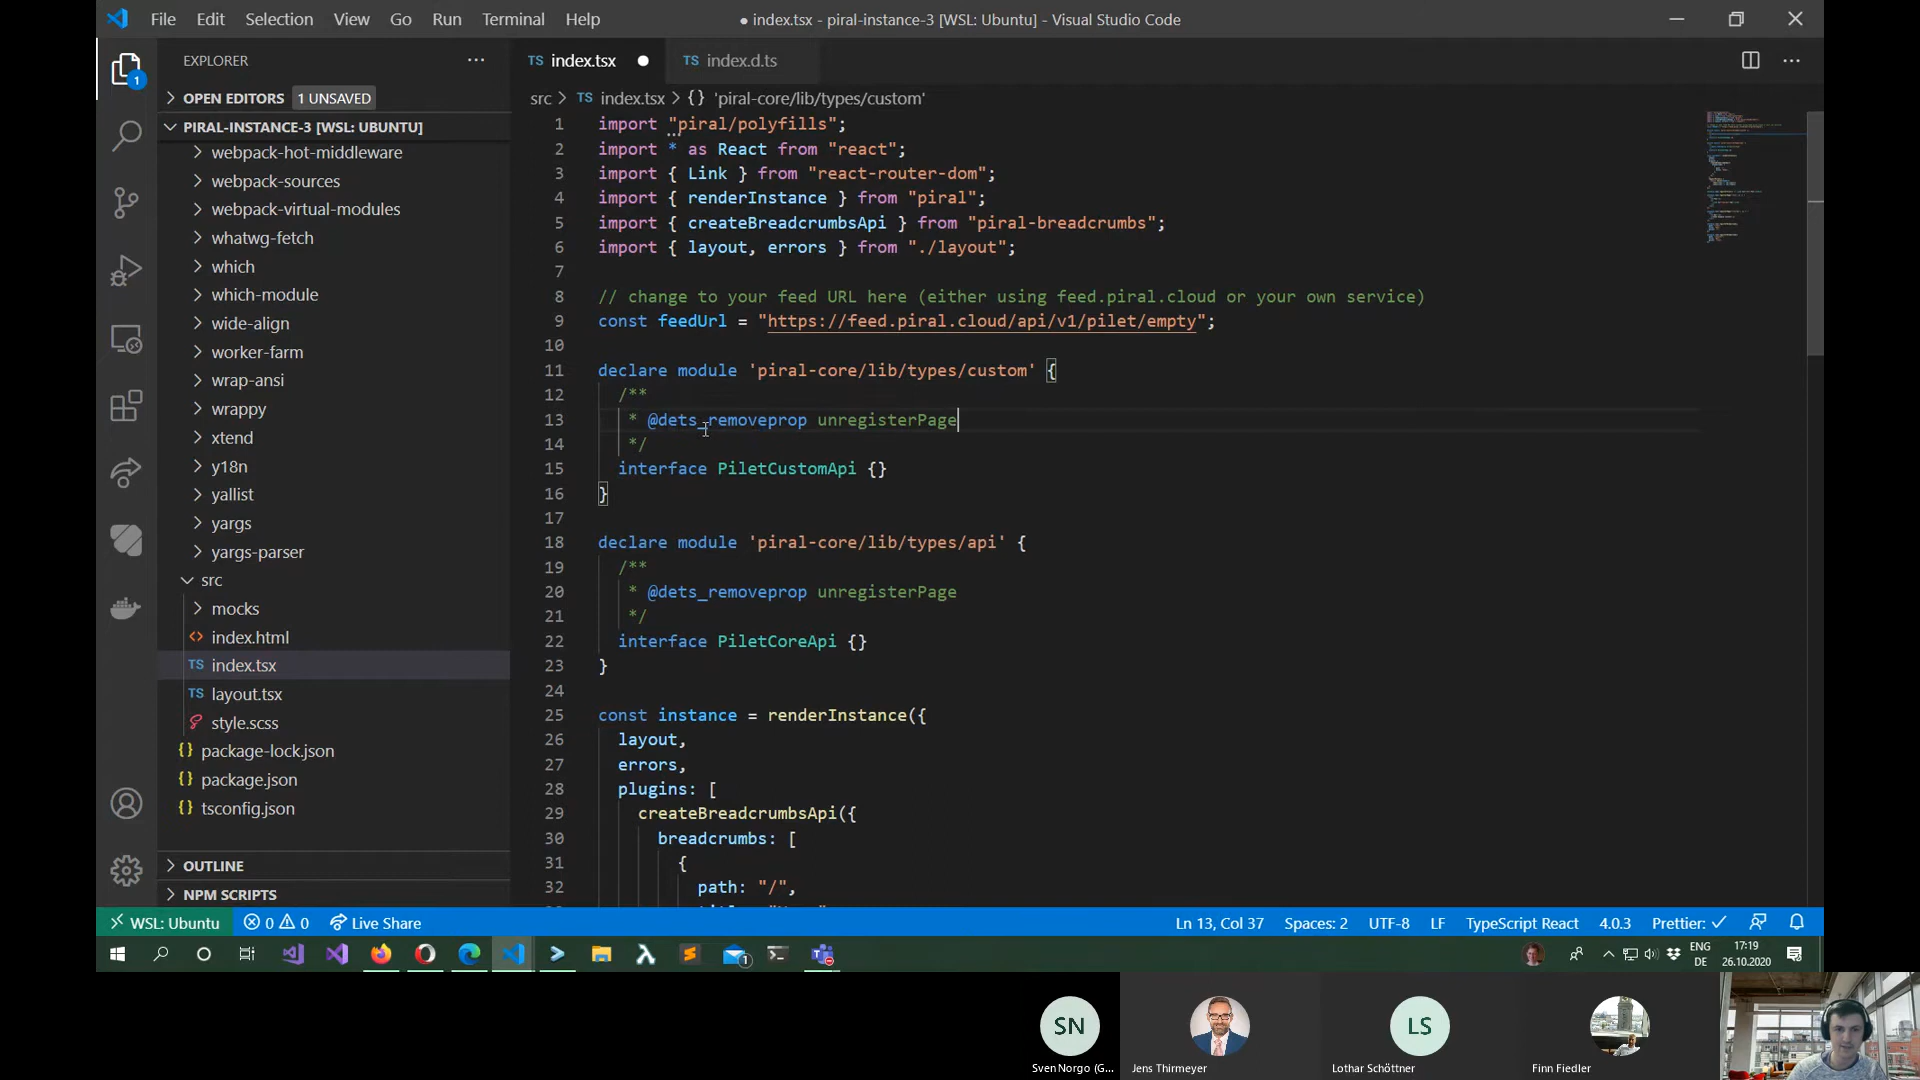 File Edit Selection View Go Run Terminal Help
● index.tsx - piral-instance-3 [WSL: Ubuntu] - Visual Studio Code
EXPLORER
TS index.tsx
TS index.d.ts
OPEN EDITORS 1 UNSAVED
PIRAL-INSTANCE-3 [WSL: UBUNTU]
webpack-hot-middleware
webpack-sources
webpack-virtual-modules
whatwg-fetch
which
which-module
wide-align
worker-farm
wrap-ansi
wrappy
xtend
y18n
yallist
yargs
yargs-parser
src
mocks
<> index.html
TS index.tsx
TS layout.tsx
style.scss
{} package-lock.json
{} package.json
{} tsconfig.json
OUTLINE
NPM SCRIPTS
1
src > TS index.tsx > {} 'piral-core/lib/types/custom'
1 import "piral/polyfills";
2 import * as React from "react";
3 import { Link } from "react-router-dom";
4 import { renderInstance } from "piral";
5 import { createBreadcrumbsApi } from "piral-breadcrumbs";
6 import { layout, errors } from "./layout";
7
8 // change to your feed URL here (either using feed.piral.cloud or your own service)
9 const feedUrl = "https://feed.piral.cloud/api/v1/pilet/empty";
10
11 declare module 'piral-core/lib/types/custom' {
12 /**
13 * @dets_removeprop unregisterPage
14 */
15 interface PiletCustomApi {}
16 }
17
18 declare module 'piral-core/lib/types/api' {
19 /**
20 * @dets_removeprop unregisterPage
21 */
22 interface PiletCoreApi {}
23 }
24
25 const instance = renderInstance({
26 layout,
27 errors,
28 plugins: [
29 createBreadcrumbsApi({
30 breadcrumbs: [
31 {
32 path: "/",
WSL: Ubuntu 0 0 Live Share
Ln 13, Col 37 Spaces: 2 UTF-8 LF TypeScript React 4.0.3 Prettier: ✓
1
ENG
DE
17:19
26.10.2020
SN
LS
Sven Norgo (G...
Jens Thirmeyer
Lothar Schöttner
Finn Fiedler